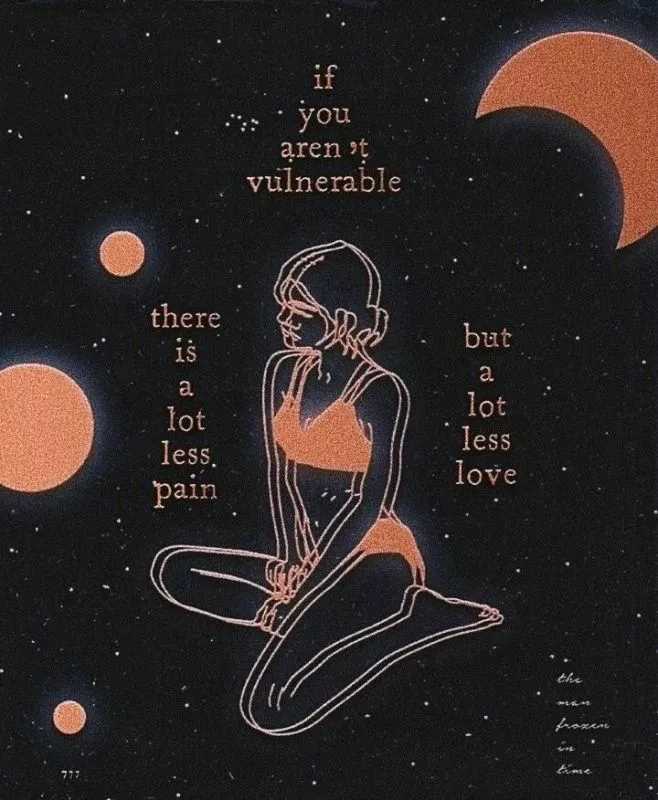 if
you
aren't
vulnerable
there
is
a
lot
less
pain
but
a
lot
less
love
the
man
frozen
in
time
777